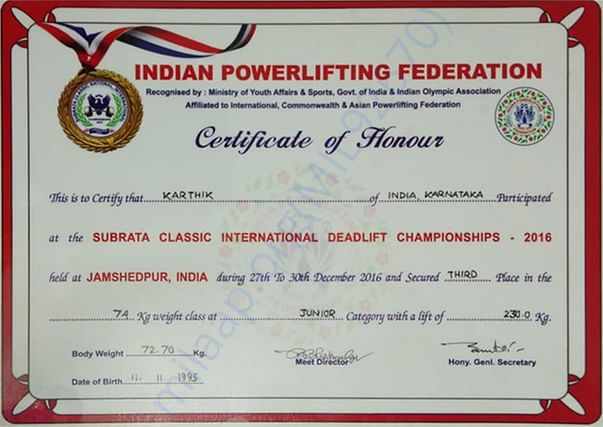 INDIAN POWERLIFTING FEDERATION
Recognised by : Ministry of Youth Affairs & Sports, Govt. of India & Indian Olympic Association
Affiliated to International, Commonwealth & Asian Powerlifting Federation
Certificate of Honour
This is to Certify that KARTHIK of INDIA, KARNATAKA Participated
at the SUBRATA CLASSIC INTERNATIONAL DEADLIFT CHAMPIONSHIPS - 2016
held at JAMSHEDPUR, INDIA during 27th To 30th December 2016 and Secured THIRD Place in the
74 Kg weight class at JUNIOR Category with a lift of 230.0 Kg.
Body Weight 72.70 Kg.
Meet Director
Hony. Genl. Secretary
Date of Birth 11. 11. 1995